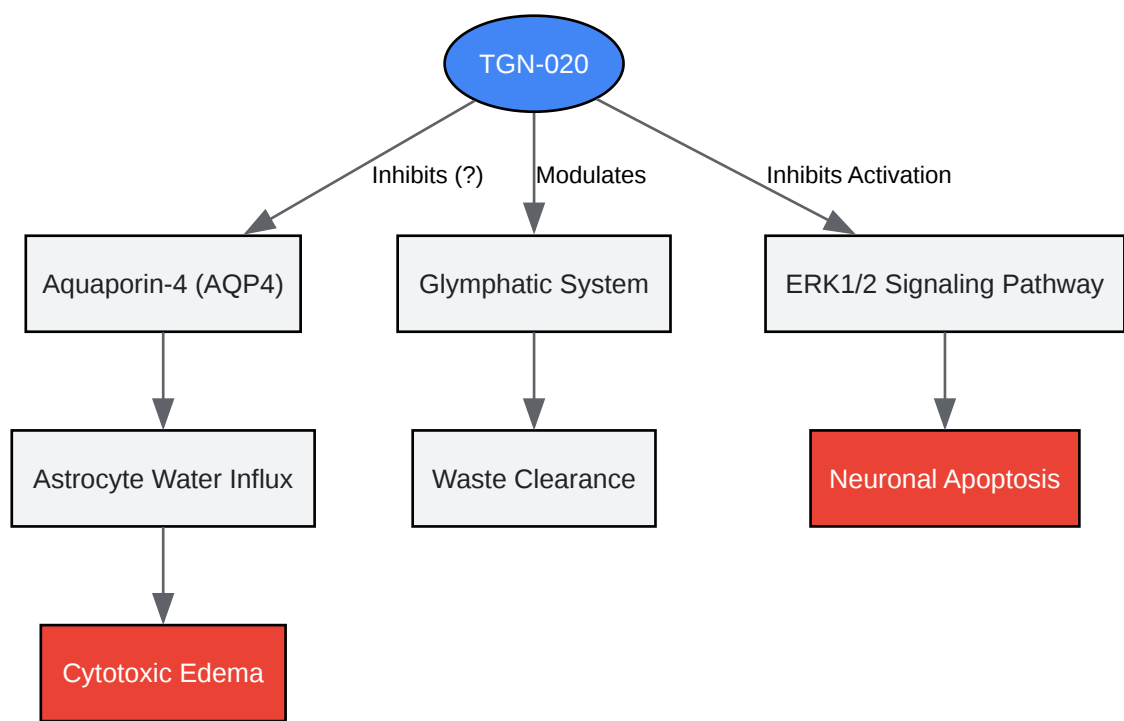 TGN-020
Inhibits (?)
Modulates
Inhibits Activation
Aquaporin-4 (AQP4)
Glymphatic System
ERK1/2 Signaling Pathway
Astrocyte Water Influx
Waste Clearance
Neuronal Apoptosis
Cytotoxic Edema